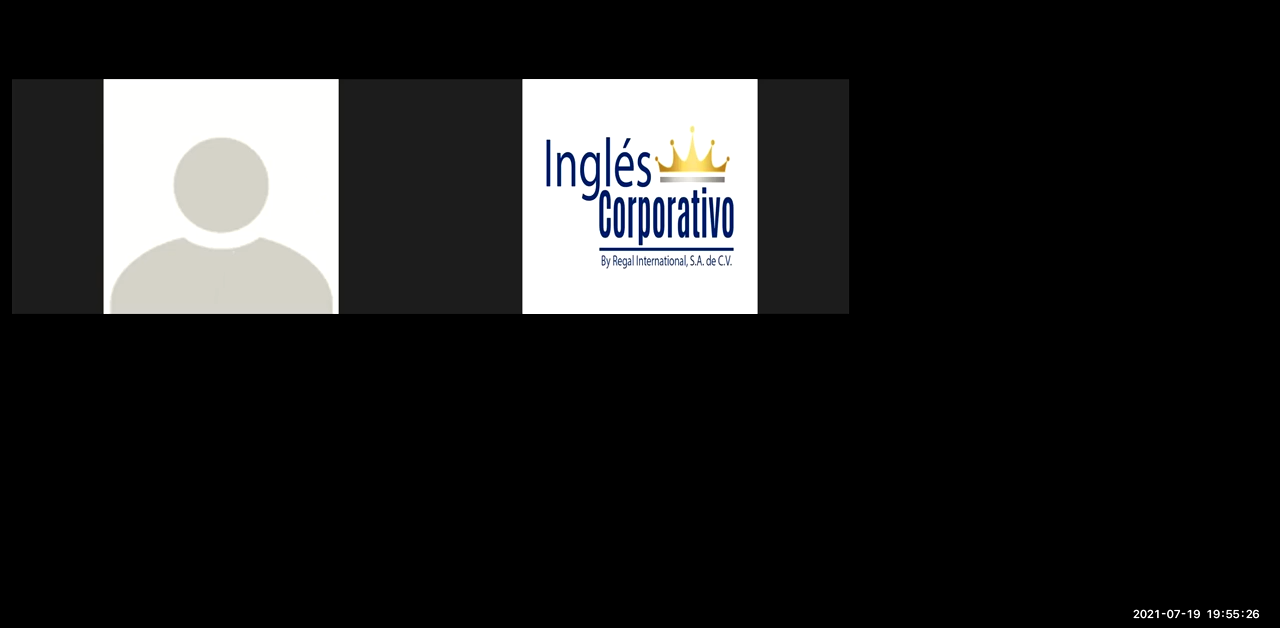 Inglés
Corporativo
By Regal International, S.A. de C.V.
2021-07-19 19:55:26